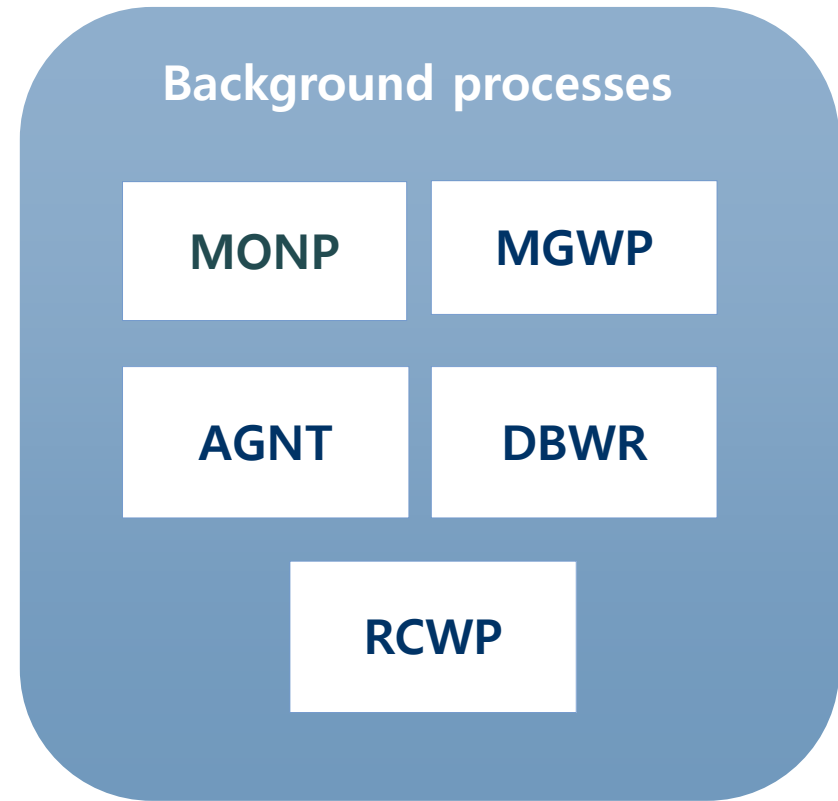 Background processes
MONP
MGWP
AGNT
DBWR
RCWP